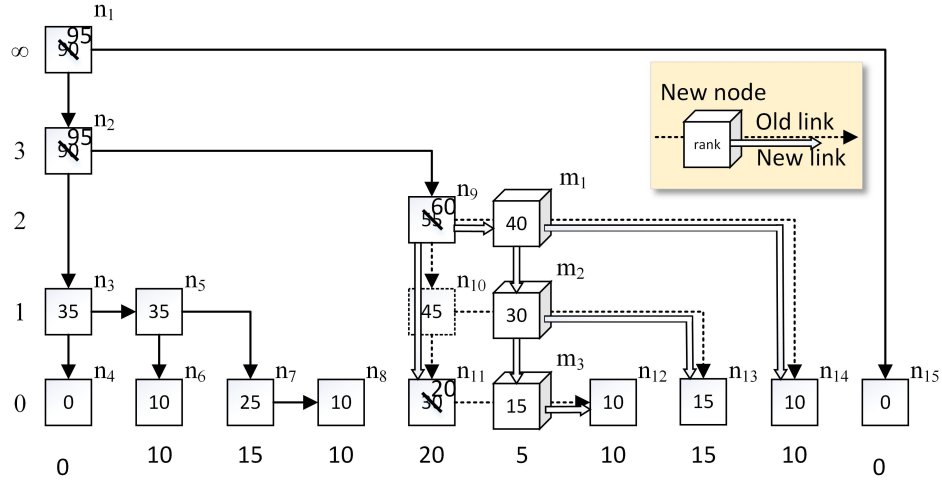 n1
∞ 90 95
New node
n2
Old link
3 90 95
rank
New link
m1
n9
2 55 60 40
n3 n5 n10 m2
1 35 35 45 30
n4 n6 n7 n8 n11 m3 n12 n13 n14 n15
0 0 10 25 10 30 20 15 10 15 10 0
0 10 15 10 20 5 10 15 10 0